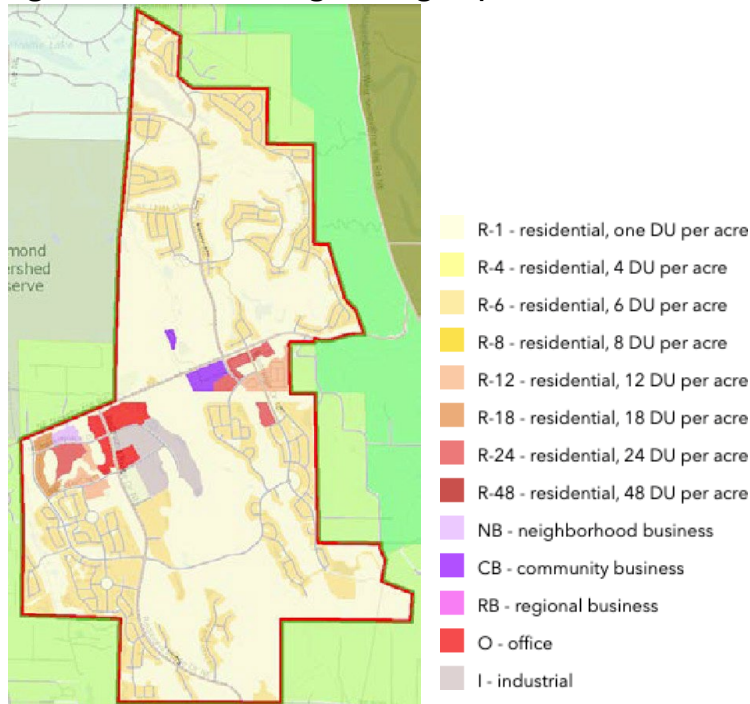 mond
ershed
serve
R-1 - residential, one DU per acre
R-4 - residential, 4 DU per acre
R-6 - residential, 6 DU per acre
R-8 - residential, 8 DU per acre
R-12 - residential, 12 DU per acre
R-18 - residential, 18 DU per acre
R-24 - residential, 24 DU per acre
R-48 - residential, 48 DU per acre
NB - neighborhood business
CB - community business
RB - regional business
O - office
I - industrial